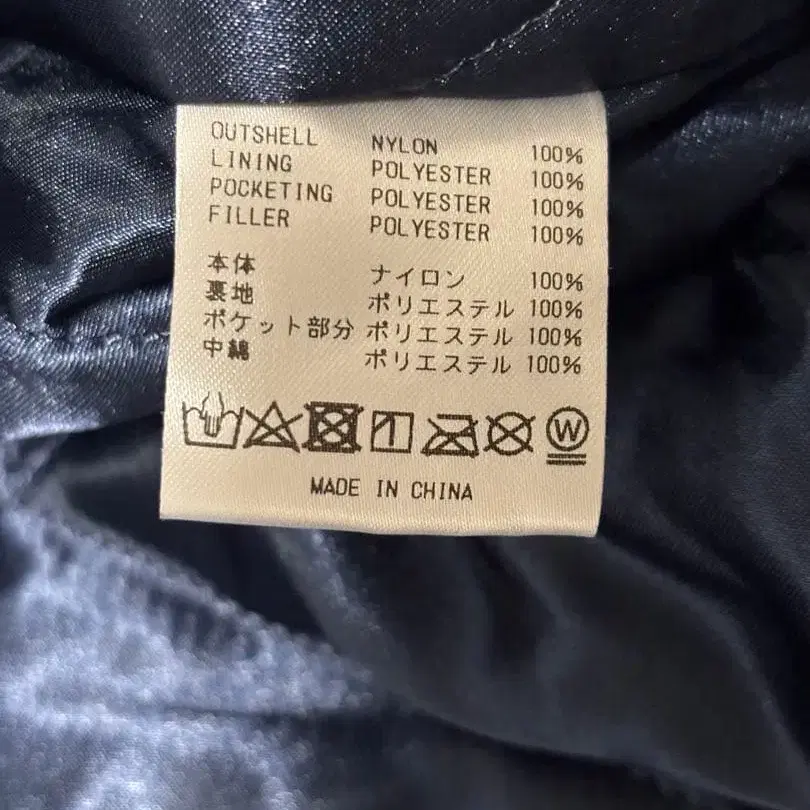 OUTSHELL NYLON 100%
LINING POLYESTER 100%
POCKETING POLYESTER 100%
FILLER POLYESTER 100%
本体 ナイロン 100%
裏地 ポリエステル 100%
ポケット部分 ポリエステル 100%
中綿 ポリエステル 100%
W
MADE IN CHINA